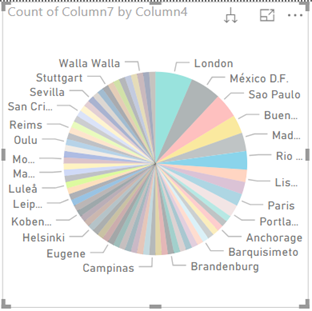 Count of Column7 by Column4
Walla Walla
London
Stuttgart
México D.F.
Sevilla
Sao Paulo
San Cri...
Buen...
Reims
Mad...
Oulu
Rio ...
Mo...
Ma...
Lis...
Luleå
Paris
Leip...
Portla...
Koben...
Anchorage
Helsinki
Barquisimeto
Eugene
Brandenburg
Campinas